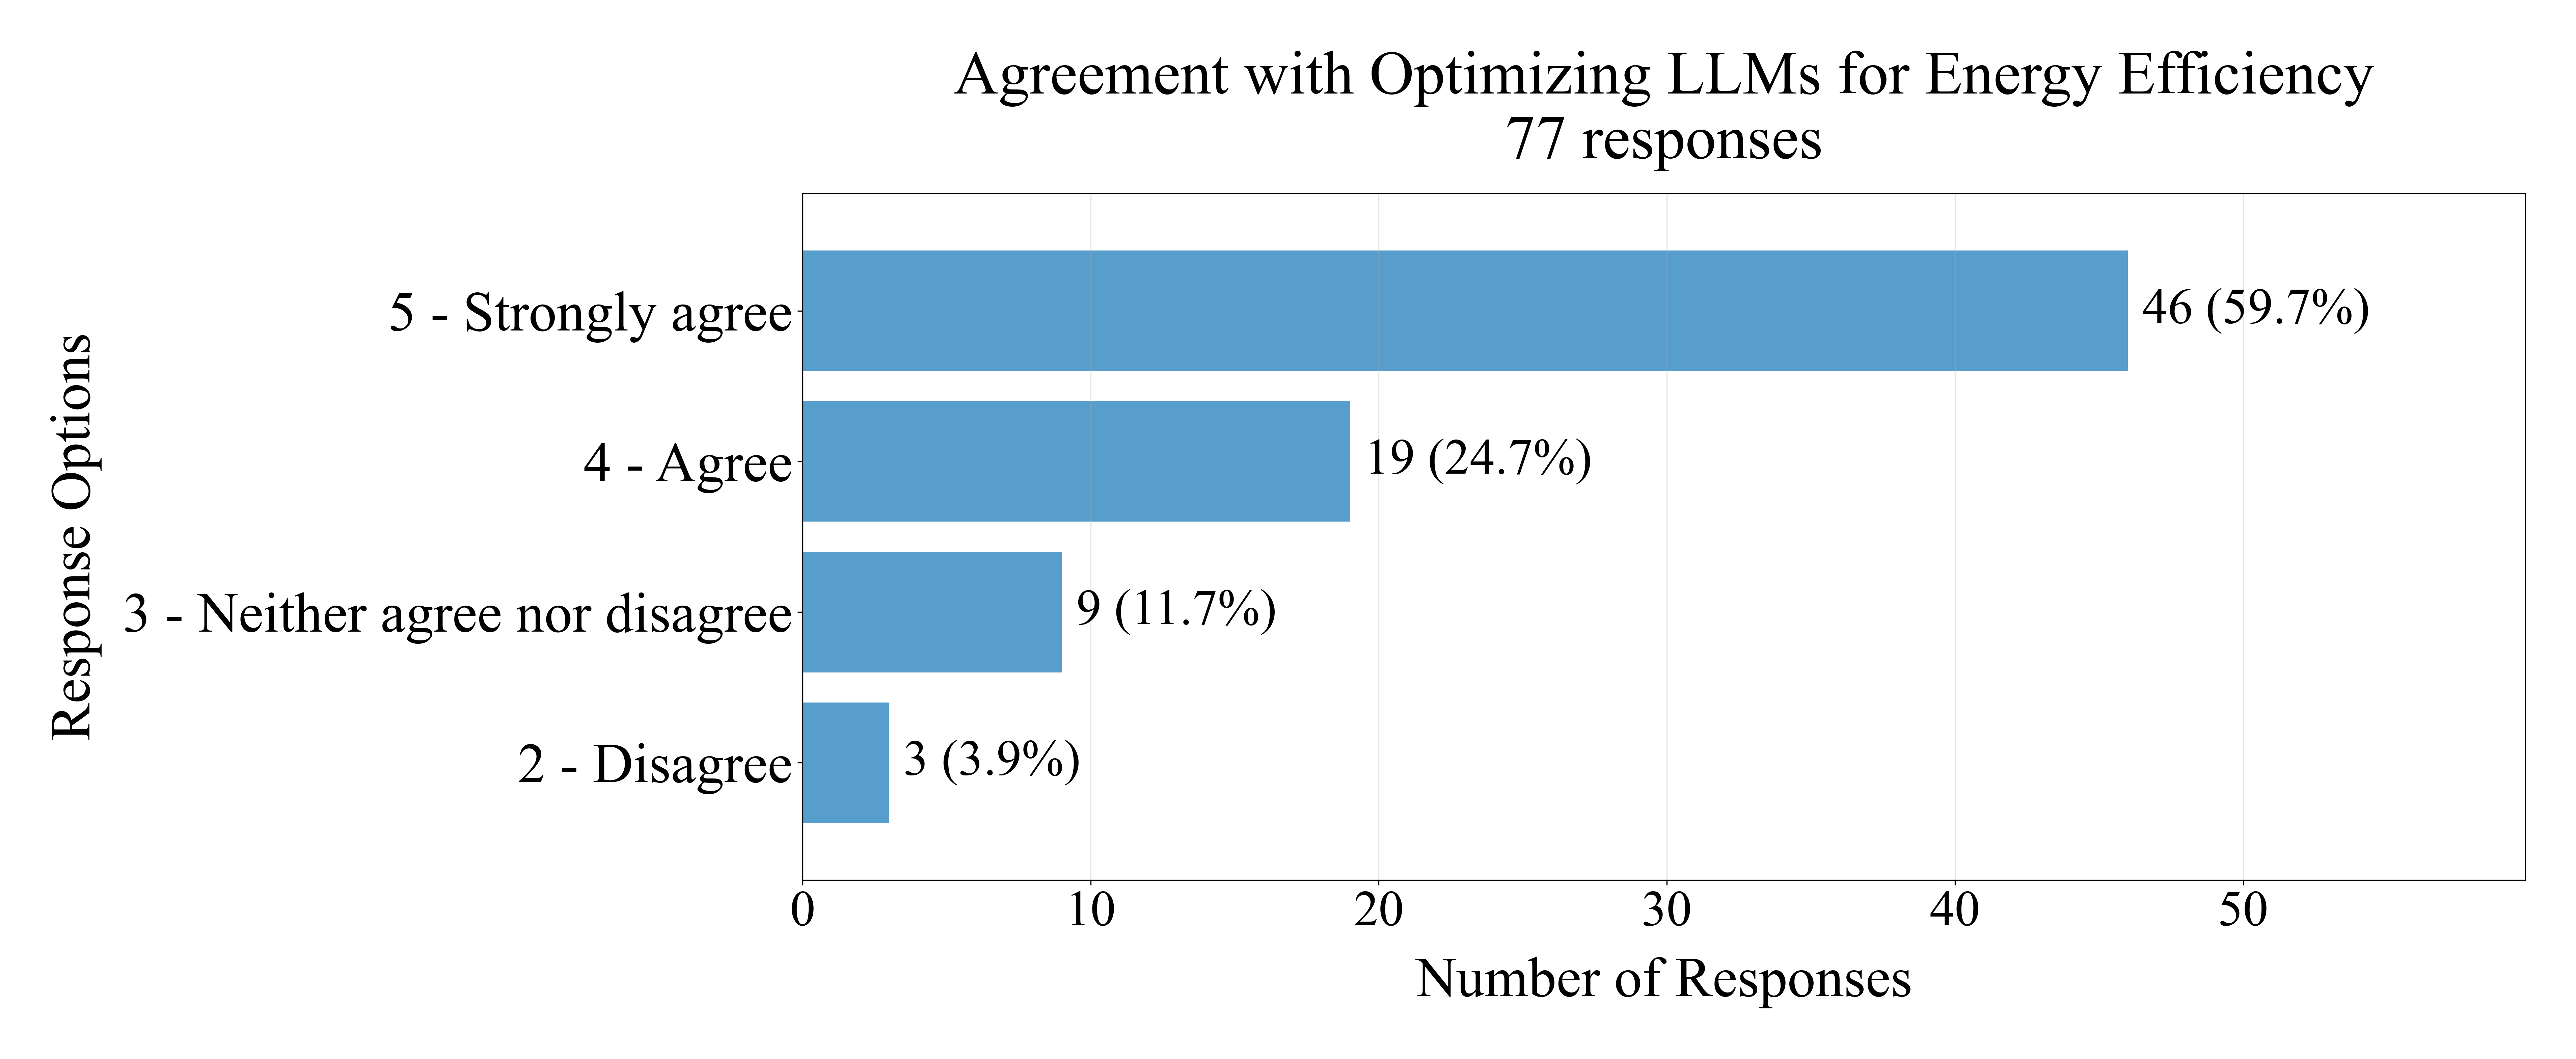 Agreement with Optimizing LLMs for Energy Efficiency
77 responses
Response Options
5 - Strongly agree
46 (59.7%)
4 - Agree
19 (24.7%)
3 - Neither agree nor disagree
9 (11.7%)
2 - Disagree
3 (3.9%)
0 10 20 30 40 50
Number of Responses